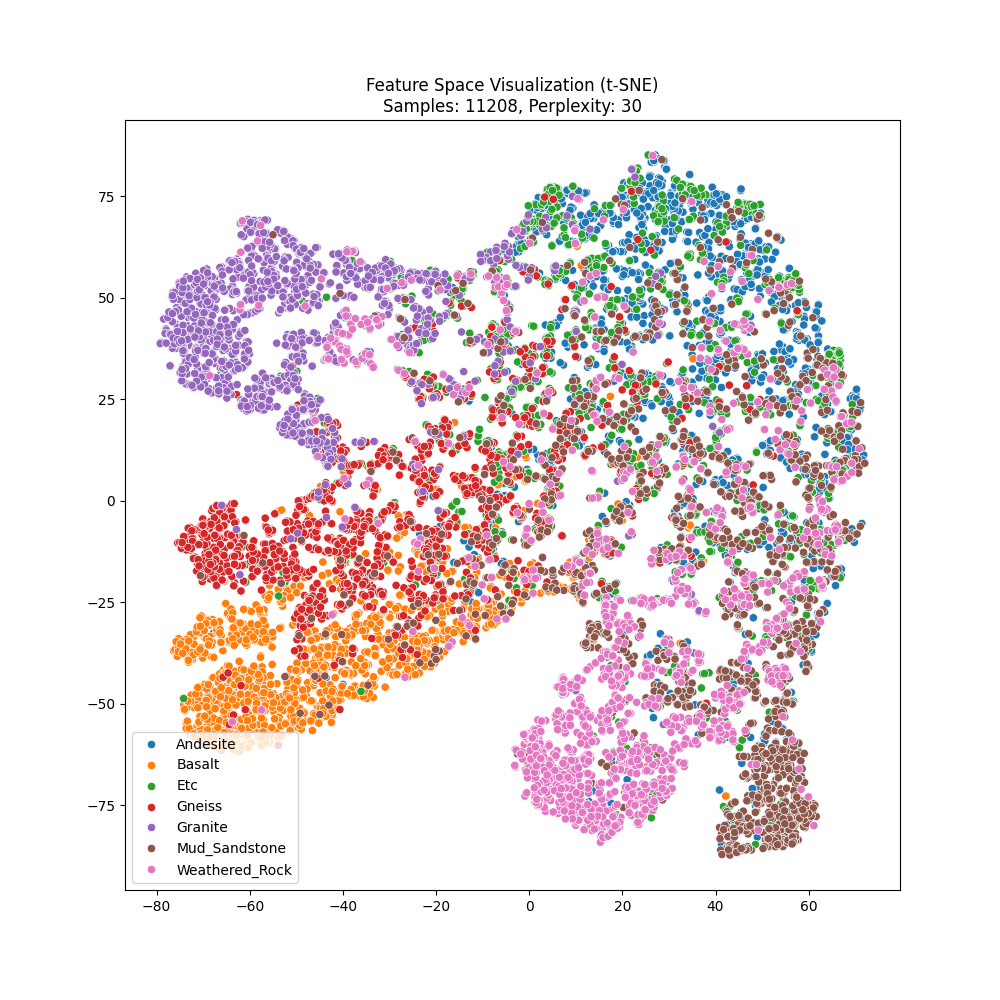 Feature Space Visualization (t-SNE)
Samples: 11208, Perplexity: 30
75
50
25
0
−25
−50
−75
−80
−60
−40
−20
0
20
40
60
Andesite
Basalt
Etc
Gneiss
Granite
Mud_Sandstone
Weathered_Rock